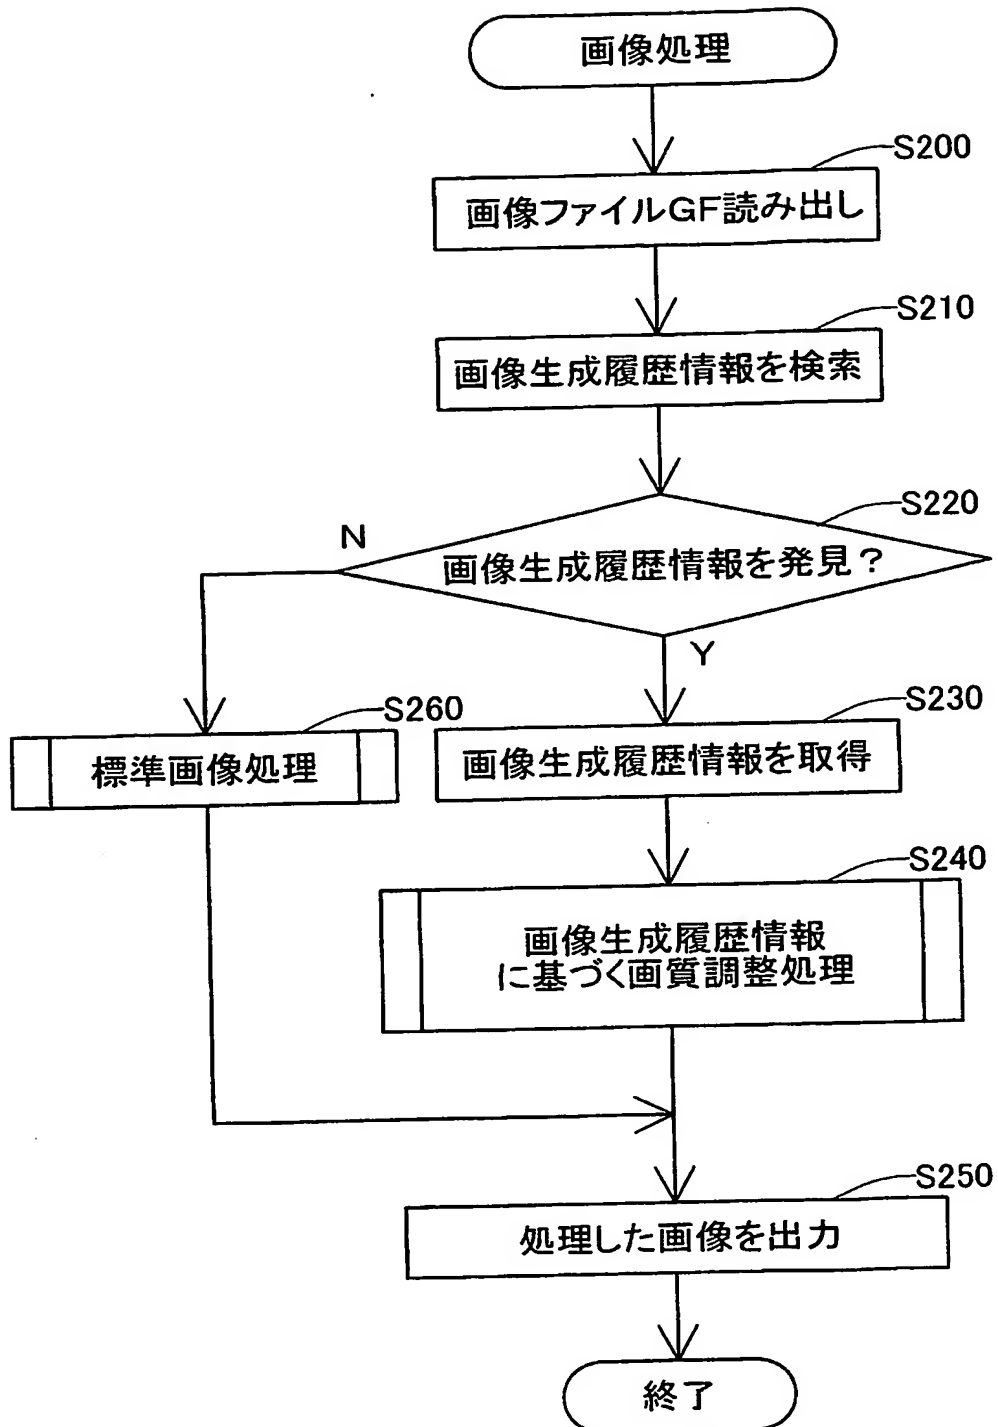 画像処理
S200
画像ファイルGF読み出し
S210
画像生成履歴情報を検索
S220
画像生成履歴情報を発見？
N
Y
S260
標準画像処理
S230
画像生成履歴情報を取得
S240
画像生成履歴情報
に基づく画質調整処理
S250
処理した画像を出力
終了